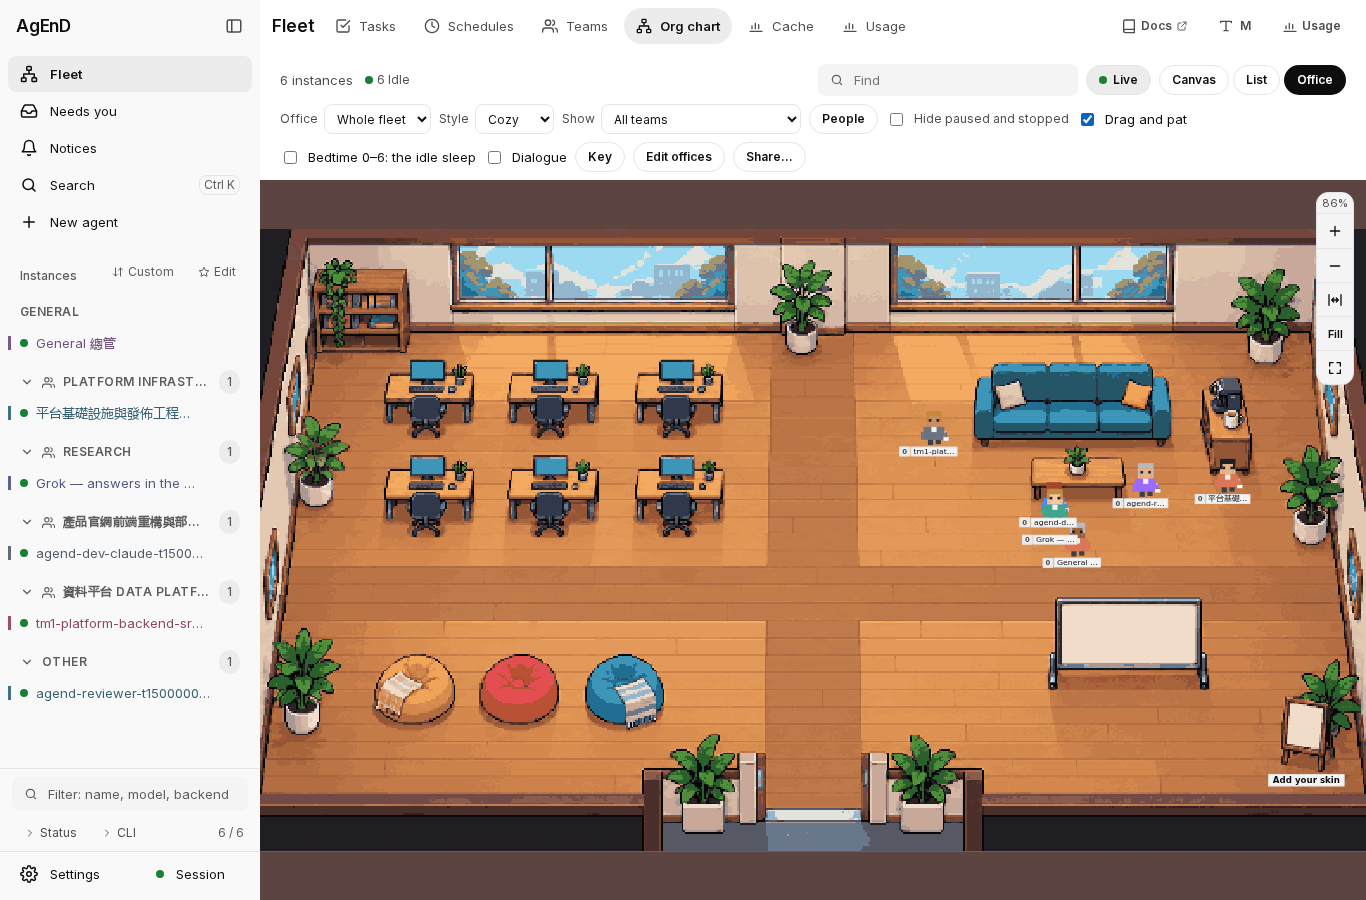 AgEnD
Fleet
Needs you
Notices
Search
Ctrl K
New agent
Instances
Custom
Edit
GENERAL
General 總管
PLATFORM INFRAST...
1
平台基礎設施與發佈工程...
RESEARCH
1
Grok — answers in the ...
產品官網前端重構與部...
1
agend-dev-claude-t1500...
資料平台 DATA PLATF...
1
tm1-platform-backend-sr...
OTHER
1
agend-reviewer-t1500000...
Filter: name, model, backend
Status
CLI
6 / 6
Settings
Session
Fleet
Tasks
Schedules
Teams
Org chart
Cache
Usage
Docs
M
Usage
6 instances
6 Idle
Find
Live
Canvas
List
Office
Office
Whole fleet
Style
Cozy
Show
All teams
People
Hide paused and stopped
Drag and pat
Bedtime 0–6: the idle sleep
Dialogue
Key
Edit offices
Share...
86%
Fill
0 tm1-plat...
0 agend-r...
0 平台基礎...
0 agend-d...
0 Grok — ...
0 General ...
Add your skin